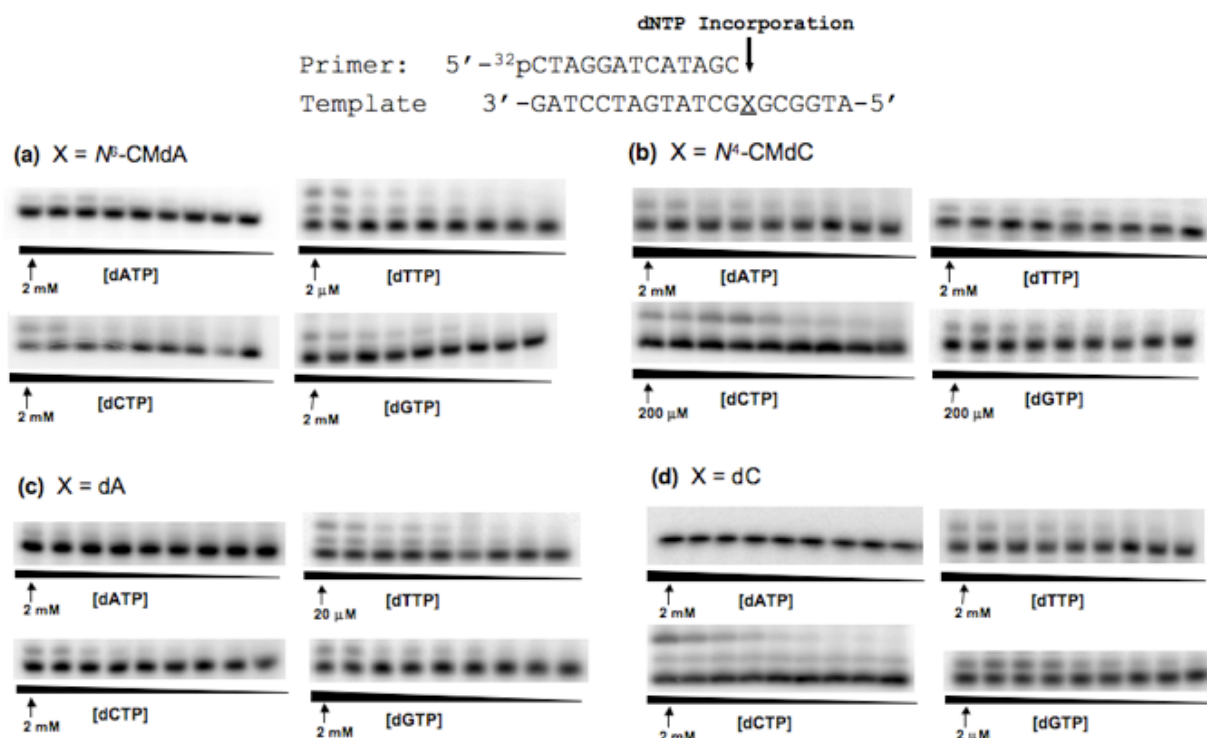 dNTP Incorporation
Primer: 5'-³²pCTAGGATCATAGC
Template 3'-GATCCTAGTATCGXGCGGTA-5'
(a) X = N⁶-CMdA
(b) X = N⁴-CMdC
2 mM [dATP]
2 μM [dTTP]
2 mM [dATP]
2 mM [dTTP]
2 mM [dCTP]
2 mM [dGTP]
200 μM [dCTP]
200 μM [dGTP]
(c) X = dA
(d) X = dC
2 mM [dATP]
20 μM [dTTP]
2 mM [dATP]
2 mM [dTTP]
2 mM [dCTP]
2 mM [dGTP]
2 mM [dCTP]
2 μM [dGTP]